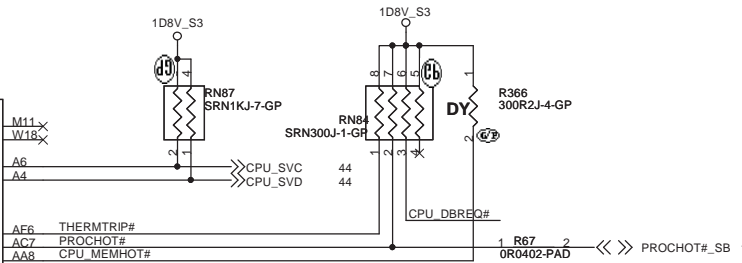 1D8V_S3
1D8V_S3
3 4
RN87
SRN1KJ-7-GP
2 1
8 7 6 5
RN84
SRN300J-1-GP
1 2 3 4
1
DY
R366
300R2J-4-GP
2
M11
W18
A6
CPU_SVC 44
A4
CPU_SVD 44
CPU_DBREQ#
AF6 THERMTRIP#
AC7 PROCHOT#
AA8 CPU_MEMHOT#
1 R67 2
0R0402-PAD
PROCHOT#_SB